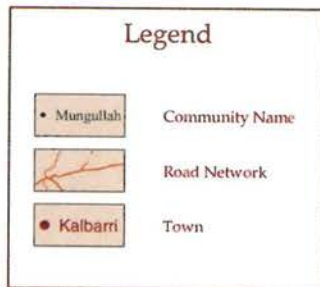 Legend
Mungullah
Community Name
Road Network
Kalbarri
Town